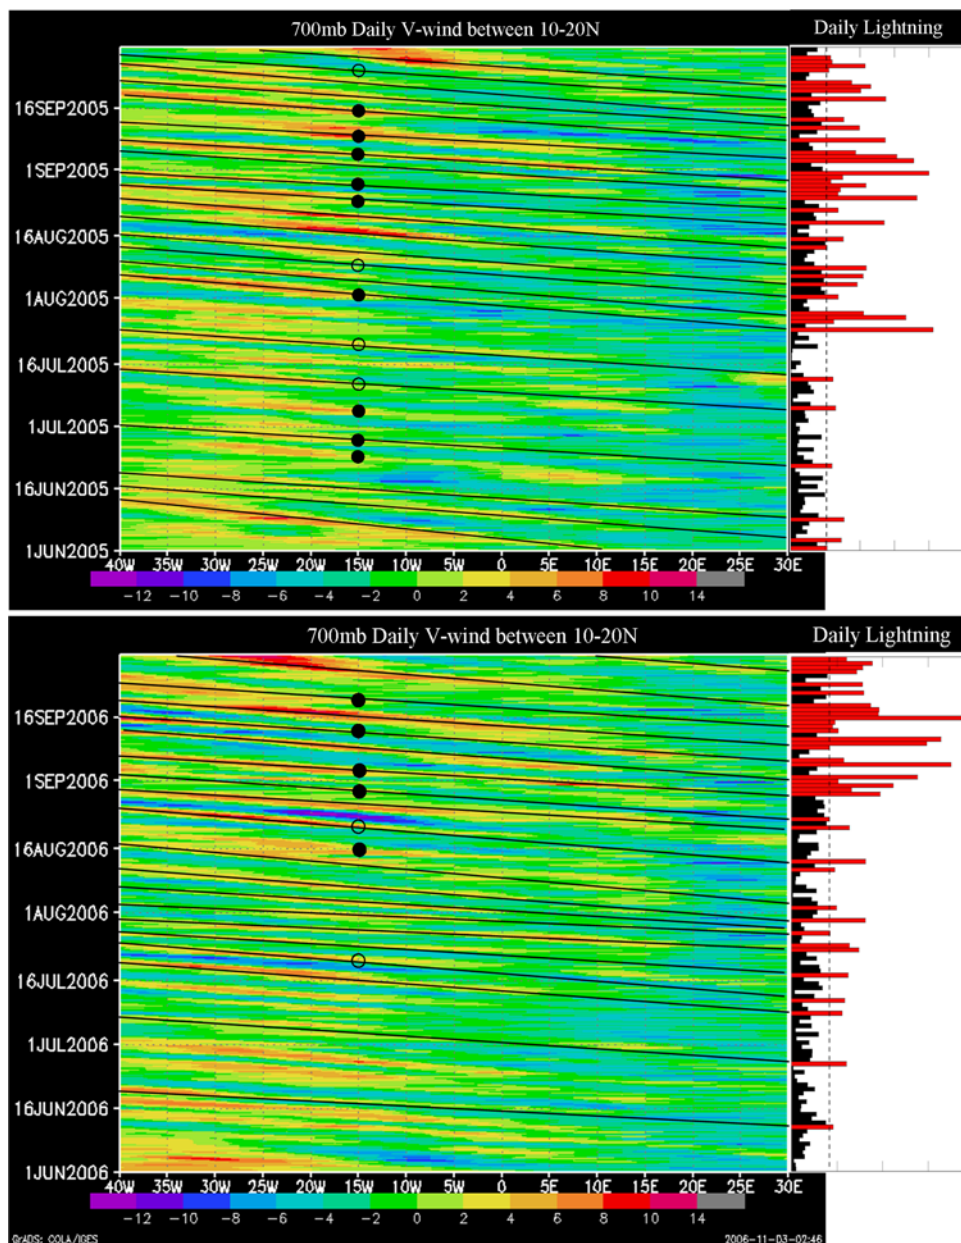 700mb Daily V-wind between 10-20N Daily Lightning
16SEP2005
1SEP2005
16AUG2005
1AUG2005
16JUL2005
1JUL2005
16JUN2005
1JUN2005
40W 35W 30W 25W 20W 15W 10W 5W 0 5E 10E 15E 20E 25E 30E
-12 -10 -8 -6 -4 -2 0 2 4 6 8 10 14
700mb Daily V-wind between 10-20N Daily Lightning
16SEP2006
1SEP2006
16AUG2006
1AUG2006
16JUL2006
1JUL2006
16JUN2006
1JUN2006
40W 35W 30W 25W 20W 15W 10W 5W 0 5E 10E 15E 20E 25E 30E
-12 -10 -8 -6 -4 -2 0 2 4 6 8 10 14
GrADS: COLA/IGES 2006-11-03-02:46